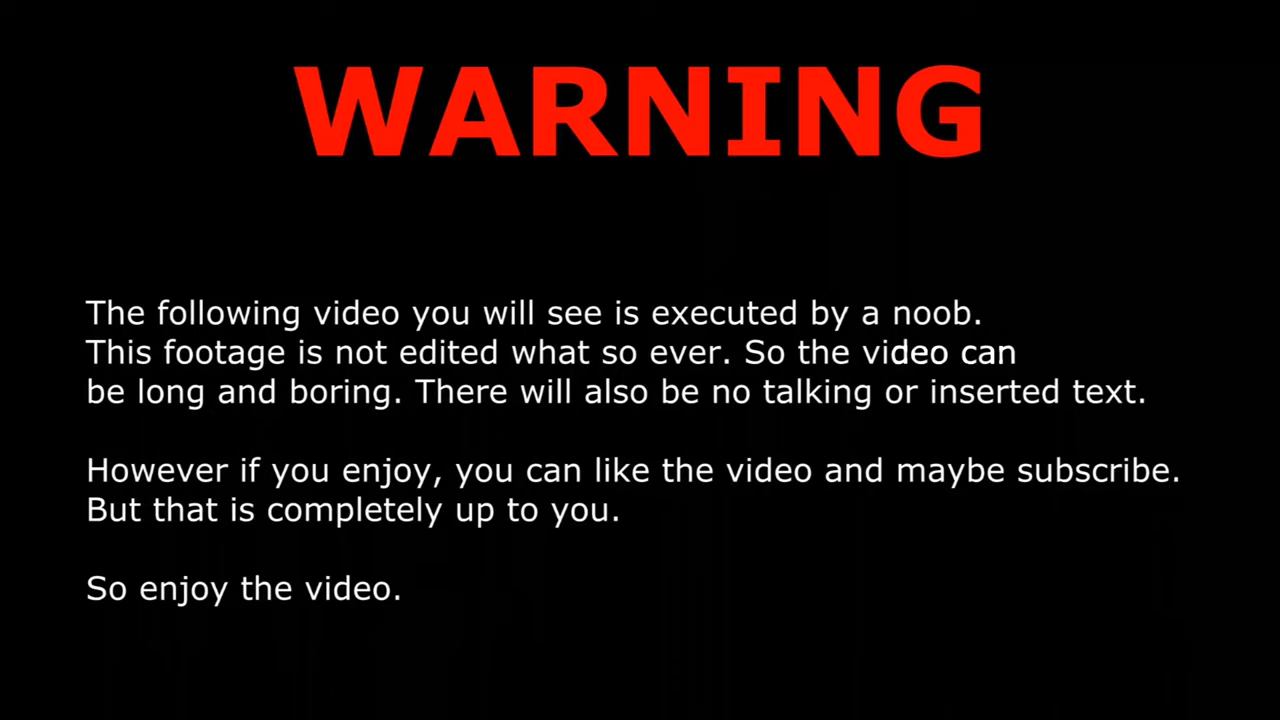 WARNING
The following video you will see is executed by a noob.
This footage is not edited what so ever. So the video can
be long and boring. There will also be no talking or inserted text.
However if you enjoy, you can like the video and maybe subscribe.
But that is completely up to you.
So enjoy the video.